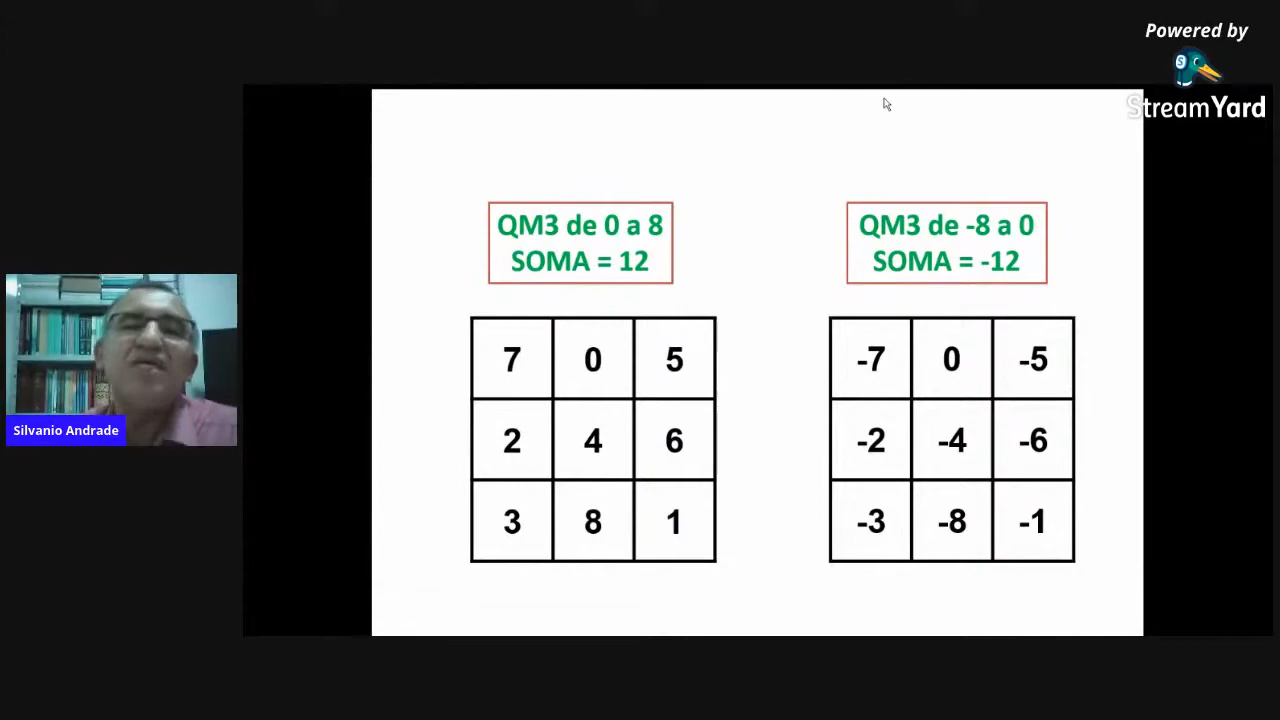 Powered by
StreamYard
QM3 de 0 a 8
SOMA = 12
QM3 de -8 a 0
SOMA = -12
7 0 5
2 4 6
3 8 1
-7 0 -5
-2 -4 -6
-3 -8 -1
Silvanio Andrade